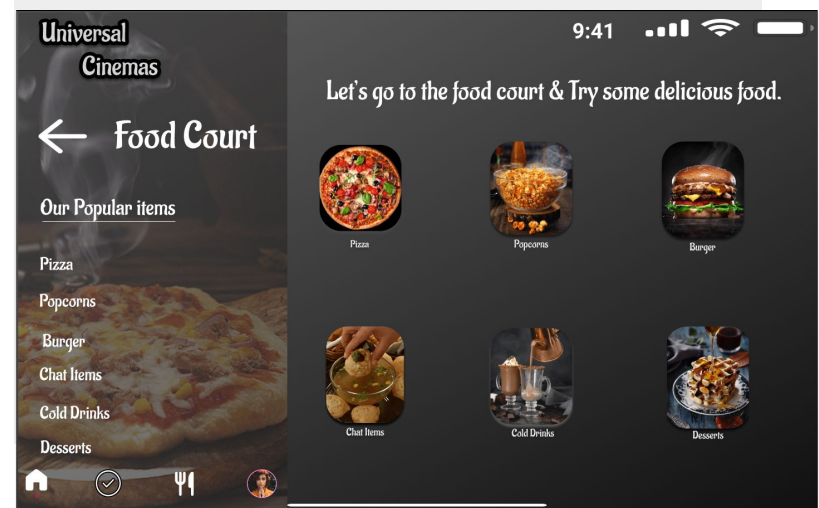 Universal
Cinemas
Food Court
Our Popular items
Pizza
Popcorns
Burger
Chat Items
Cold Drinks
Desserts
9:41
Let's go to the food court & Try some delicious food.
Pizza
Popcorns
Burger
Chat Items
Cold Drinks
Desserts